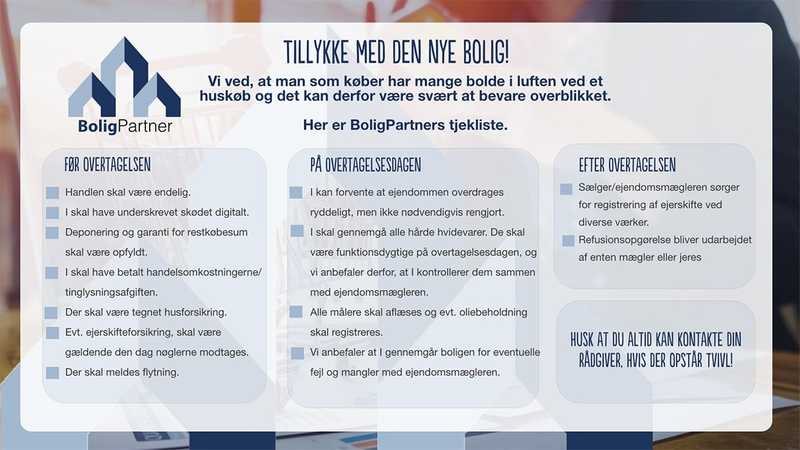 BoligPartner
TILLYKKE MED DEN NYE BOLIG!
Vi ved, at man som køber har mange bolde i luften ved et
huskøb og det kan derfor være svært at bevare overblikket.
Her er BoligPartners tjekliste.
FØR OVERTAGELSEN
Handlen skal være endelig.
I skal have underskrevet skødet digitalt.
Deponering og garanti for restkøbesum
skal være opfyldt.
I skal have betalt handelsomkostningerne/
tinglysningsafgiften.
Der skal være tegnet husforsikring.
Evt. ejerskifteforsikring, skal være
gældende den dag nøglerne modtages.
Der skal meldes flytning.
PÅ OVERTAGELSESDAGEN
I kan forvente at ejendommen overdrages
ryddeligt, men ikke nødvendigvis rengjort.
I skal gennemgå alle hårde hvidevarer. De skal
være funktionsdygtige på overtagelsesdagen, og
vi anbefaler derfor, at I kontrollerer dem sammen
med ejendomsmægleren.
Alle målere skal aflæses og evt. oliebeholdning
skal registreres.
Vi anbefaler at I gennemgår boligen for eventuelle
fejl og mangler med ejendomsmægleren.
EFTER OVERTAGELSEN
Sælger/ejendomsmægleren sørger
for registrering af ejerskifte ved
diverse værker.
Refusionsopgørelse bliver udarbejdet
af enten mægler eller jeres
HUSK AT DU ALTID KAN KONTAKTE DIN
RÅDGIVER, HVIS DER OPSTÅR TVIVL!